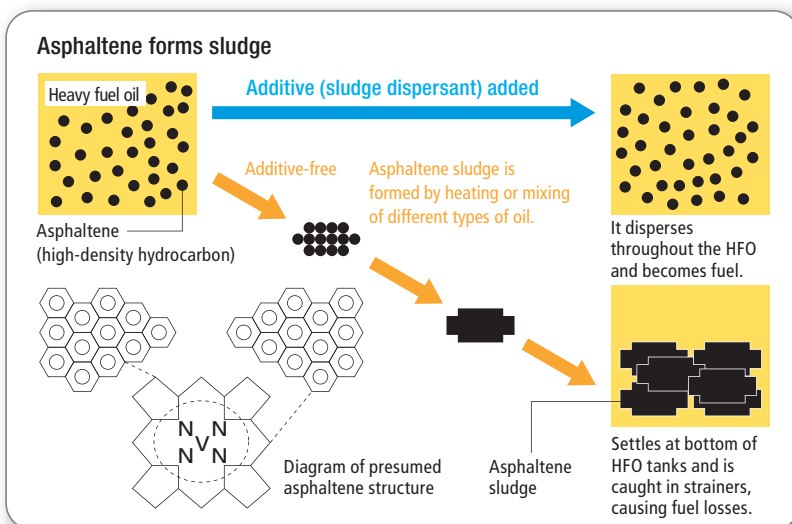 Asphaltene forms sludge
Heavy fuel oil
Additive (sludge dispersant) added
Additive-free
Asphaltene sludge is
formed by heating or mixing
of different types of oil.
Asphaltene
(high-density hydrocarbon)
It disperses
throughout the HFO
and becomes fuel.
N N
V
N N
Diagram of presumed
asphaltene structure
Asphaltene
sludge
Settles at bottom of
HFO tanks and is
caught in strainers,
causing fuel losses.